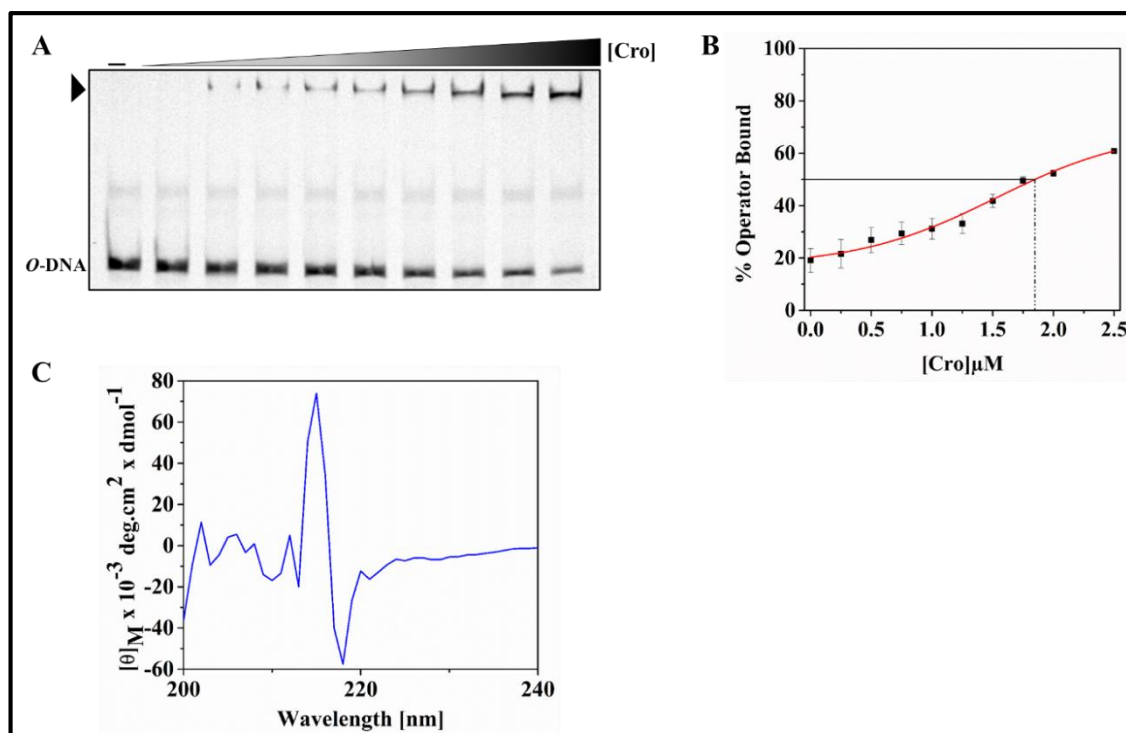 A
[Cro]
O-DNA
B
% Operator Bound
100
80
60
40
20
0
0.0 0.5 1.0 1.5 2.0 2.5
[Cro]µM
C
[θ]M x 10-3 deg.cm2 x dmol-1
80
60
40
20
0
-20
-40
-60
200 220 240
Wavelength [nm]